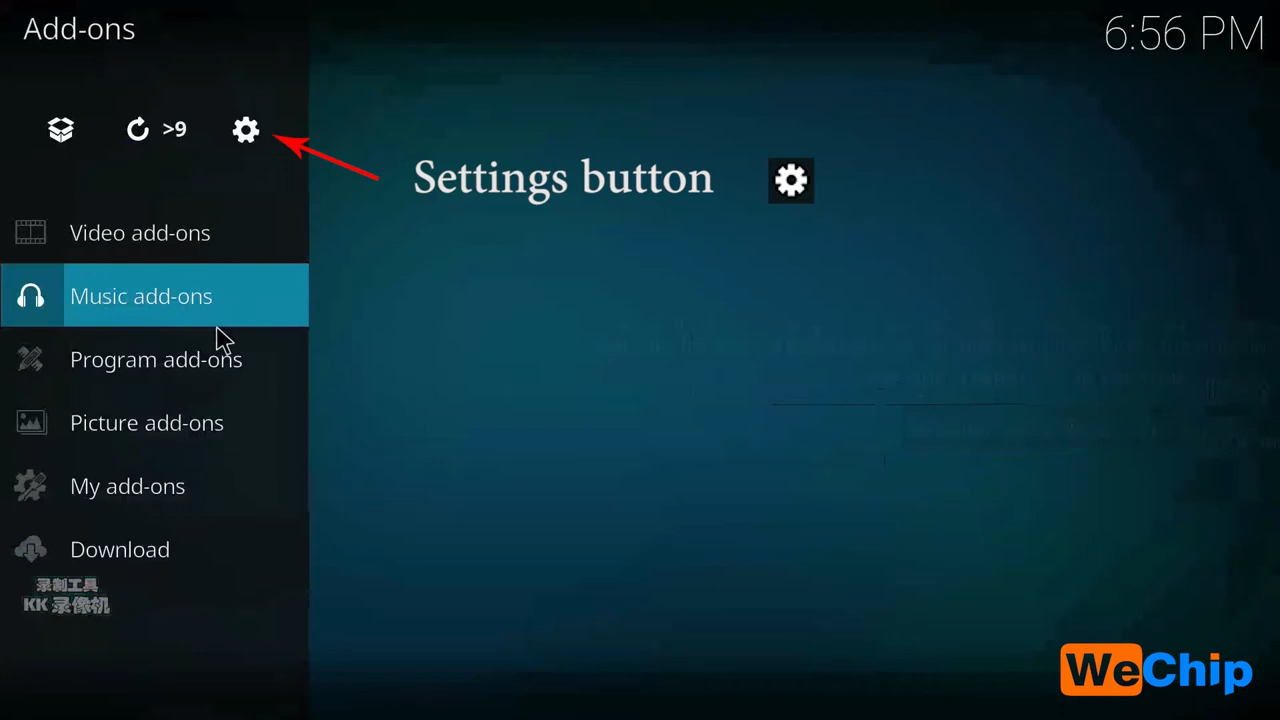 Add-ons
6:56 PM
>9
Settings button
Video add-ons
Music add-ons
Program add-ons
Picture add-ons
My add-ons
Download
录制工具
KK 录像机
WeChip